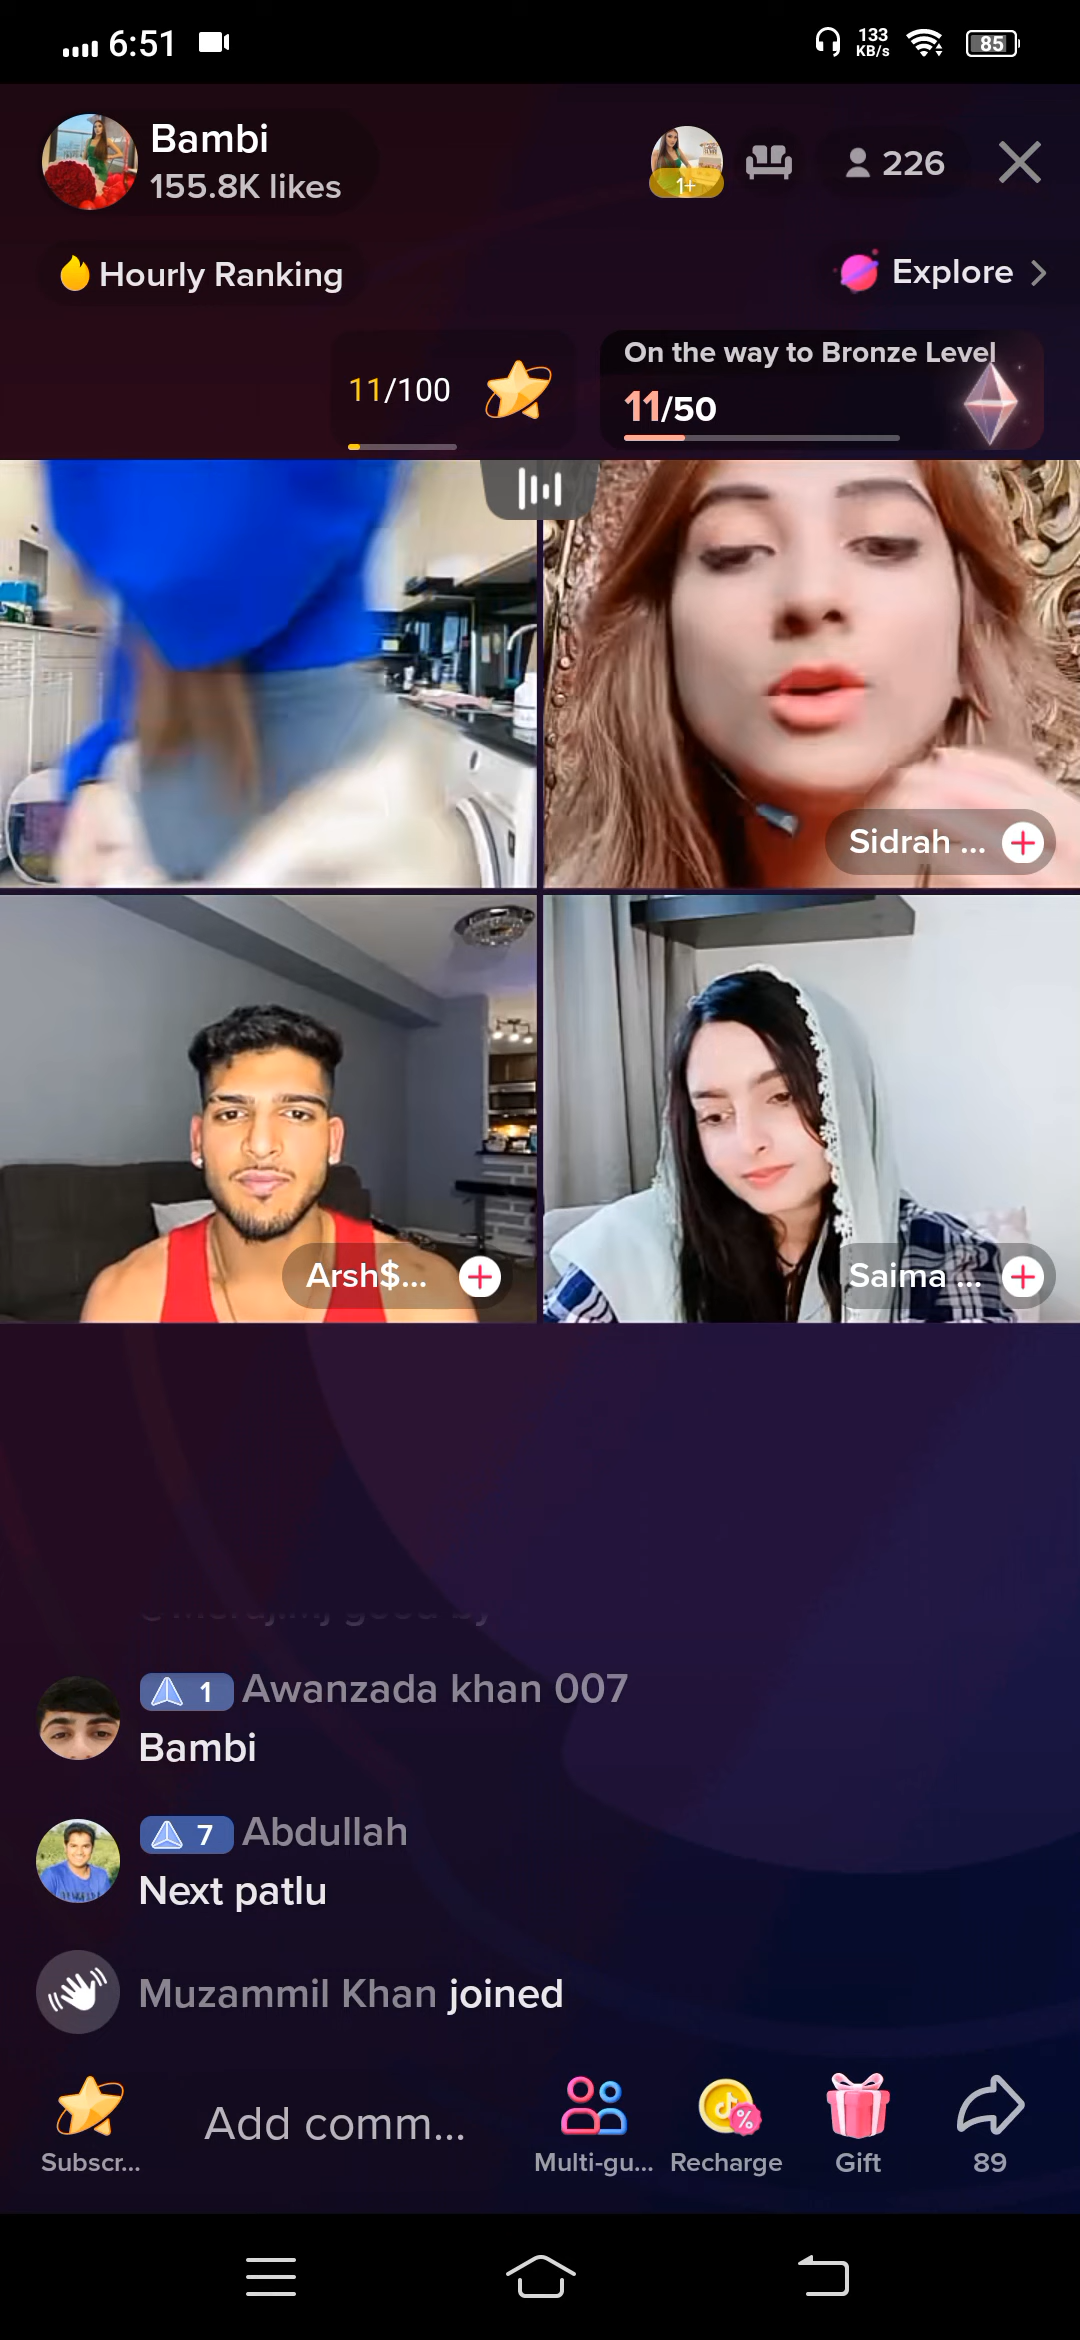 6:51
133
KB/s
85
Bambi
155.8K likes
1+
226
Hourly Ranking
Explore
11/100
On the way to Bronze Level
11/50
Sidrah ...
Arsh$...
Saima ...
1 Awanzada khan 007
Bambi
7 Abdullah
Next patlu
Muzammil Khan joined
Subscr...
Add comm...
Multi-gu...
Recharge
Gift
89